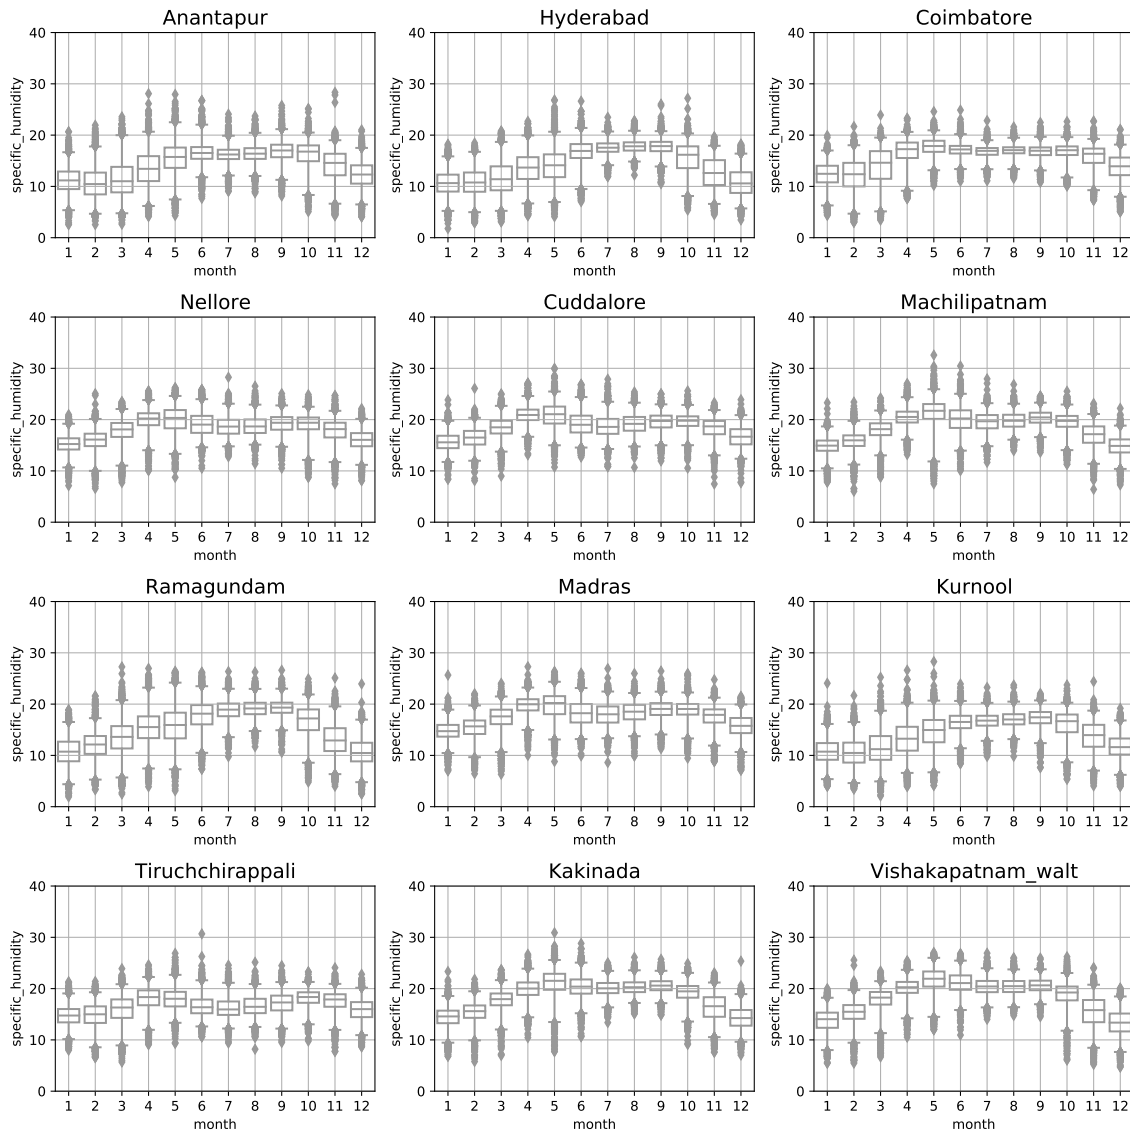 Anantapur
Hyderabad
Coimbatore
40
30
20
10
0
specific_humidity
1 2 3 4 5 6 7 8 9 10 11 12
month
40
30
20
10
0
specific_humidity
1 2 3 4 5 6 7 8 9 10 11 12
month
40
30
20
10
0
specific_humidity
1 2 3 4 5 6 7 8 9 10 11 12
month
Nellore
Cuddalore
Machilipatnam
40
30
20
10
0
specific_humidity
1 2 3 4 5 6 7 8 9 10 11 12
month
40
30
20
10
0
specific_humidity
1 2 3 4 5 6 7 8 9 10 11 12
month
40
30
20
10
0
specific_humidity
1 2 3 4 5 6 7 8 9 10 11 12
month
Ramagundam
Madras
Kurnool
40
30
20
10
0
specific_humidity
1 2 3 4 5 6 7 8 9 10 11 12
month
40
30
20
10
0
specific_humidity
1 2 3 4 5 6 7 8 9 10 11 12
month
40
30
20
10
0
specific_humidity
1 2 3 4 5 6 7 8 9 10 11 12
month
Tiruchchirappali
Kakinada
Vishakapatnam_walt
40
30
20
10
0
specific_humidity
1 2 3 4 5 6 7 8 9 10 11 12
month
40
30
20
10
0
specific_humidity
1 2 3 4 5 6 7 8 9 10 11 12
month
40
30
20
10
0
specific_humidity
1 2 3 4 5 6 7 8 9 10 11 12
month